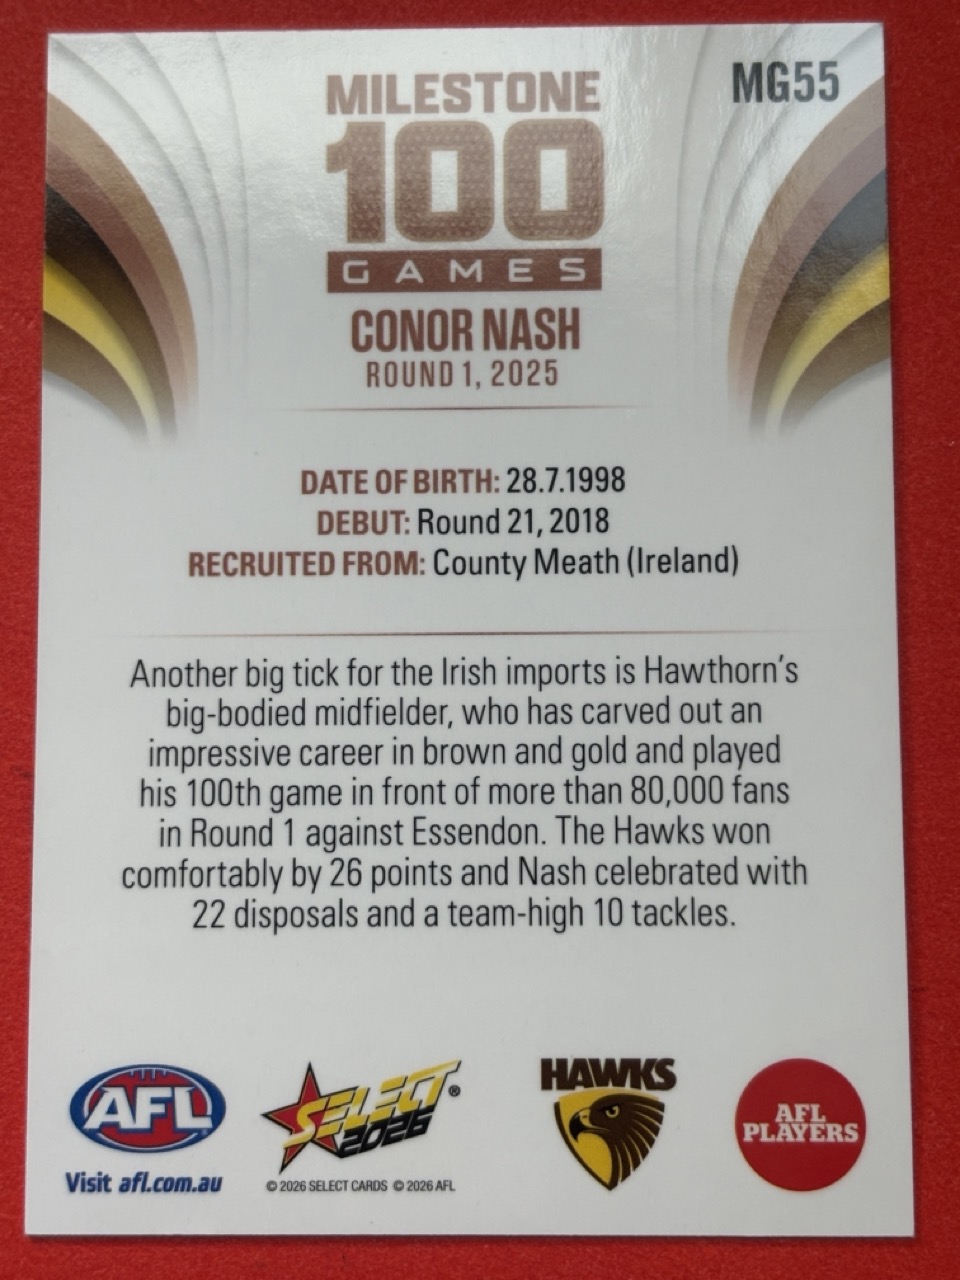 MG55
MILESTONE
100
GAMES
CONOR NASH
ROUND 1, 2025
DATE OF BIRTH: 28.7.1998
DEBUT: Round 21, 2018
RECRUITED FROM: County Meath (Ireland)
Another big tick for the Irish imports is Hawthorn's
big-bodied midfielder, who has carved out an
impressive career in brown and gold and played
his 100th game in front of more than 80,000 fans
in Round 1 against Essendon. The Hawks won
comfortably by 26 points and Nash celebrated with
22 disposals and a team-high 10 tackles.
AFL
Visit afl.com.au
SELECT®
2026
© 2026 SELECT CARDS © 2026 AFL
HAWKS
AFL
PLAYERS